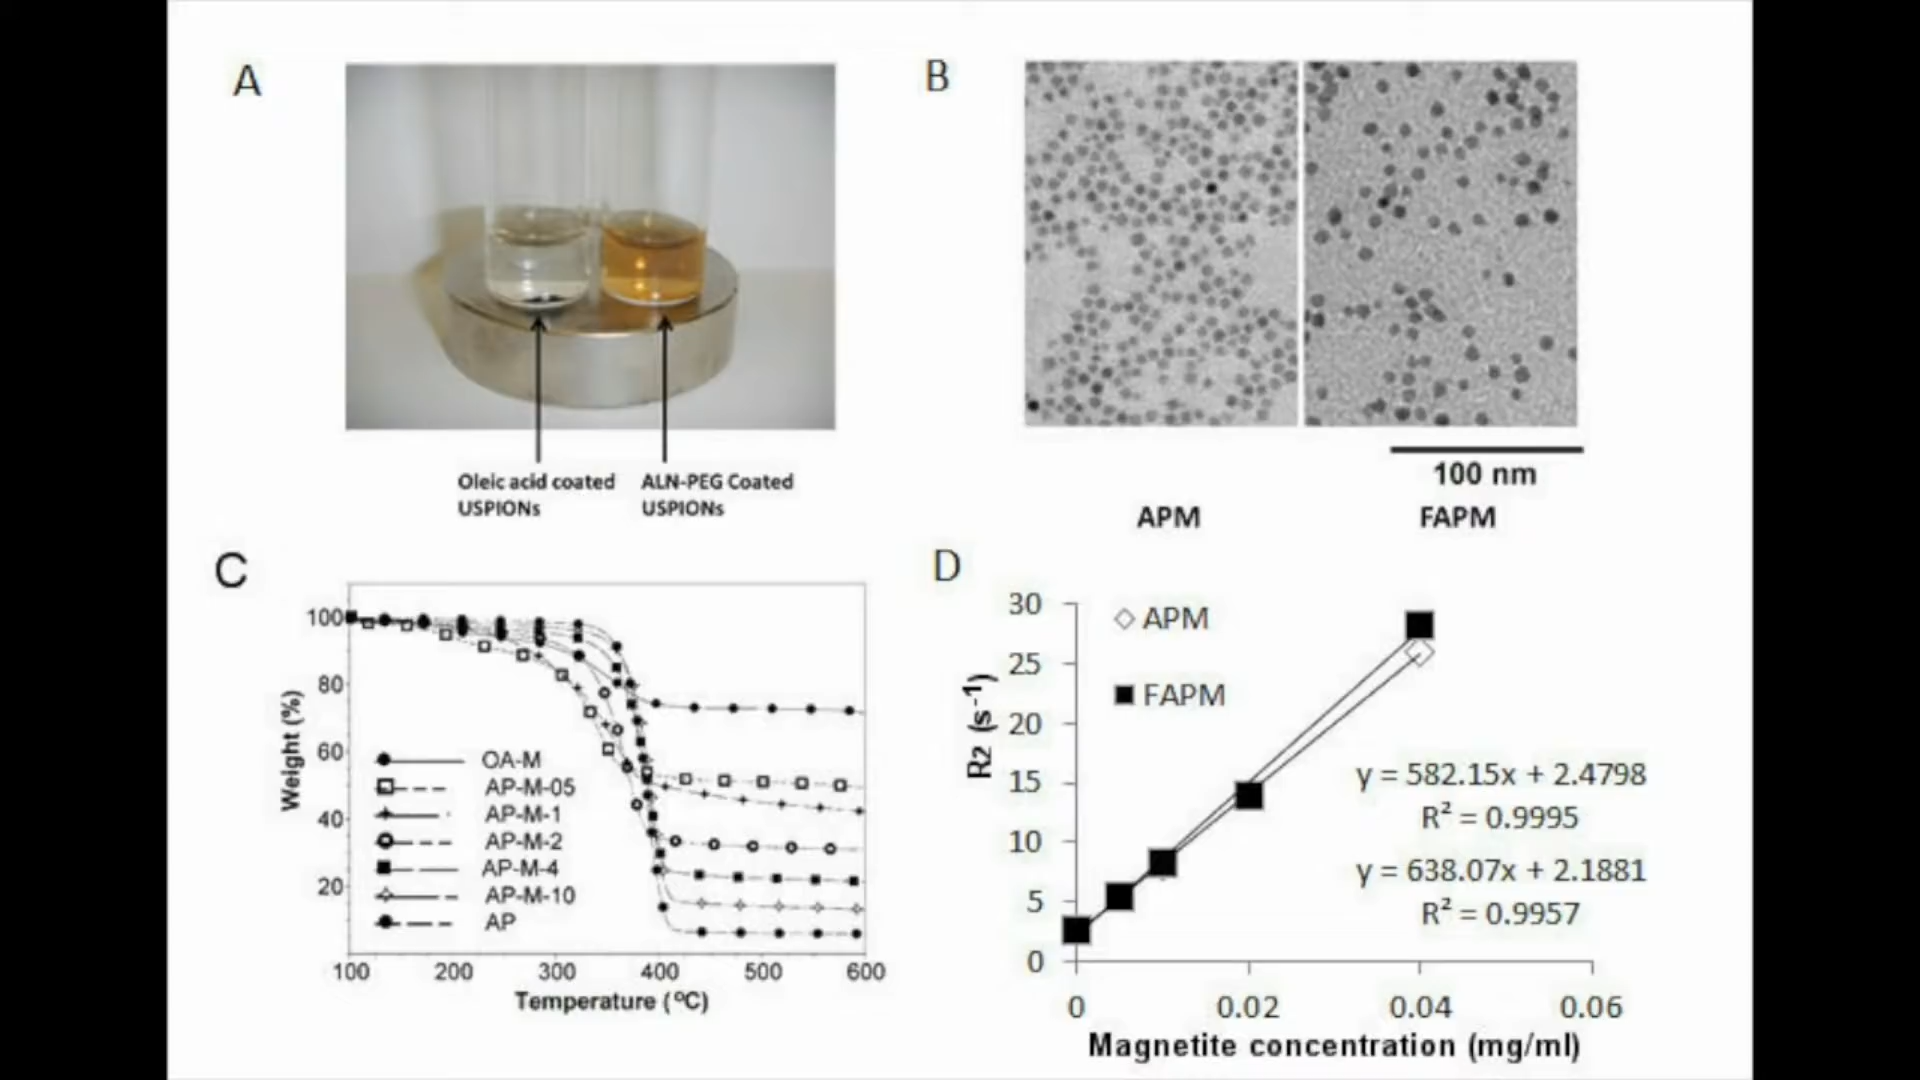 A
Oleic acid coated
USPIONs
ALN-PEG Coated
USPIONs
B
100 nm
APM
FAPM
C
100
80
60
40
20
Weight (%)
OA-M
AP-M-05
AP-M-1
AP-M-2
AP-M-4
AP-M-10
AP
100 200 300 400 500 600
Temperature (ºC)
D
30
25
20
15
10
5
0
R2 (s⁻¹)
APM
FAPM
y = 582.15x + 2.4798
R² = 0.9995
y = 638.07x + 2.1881
R² = 0.9957
0 0.02 0.04 0.06
Magnetite concentration (mg/ml)